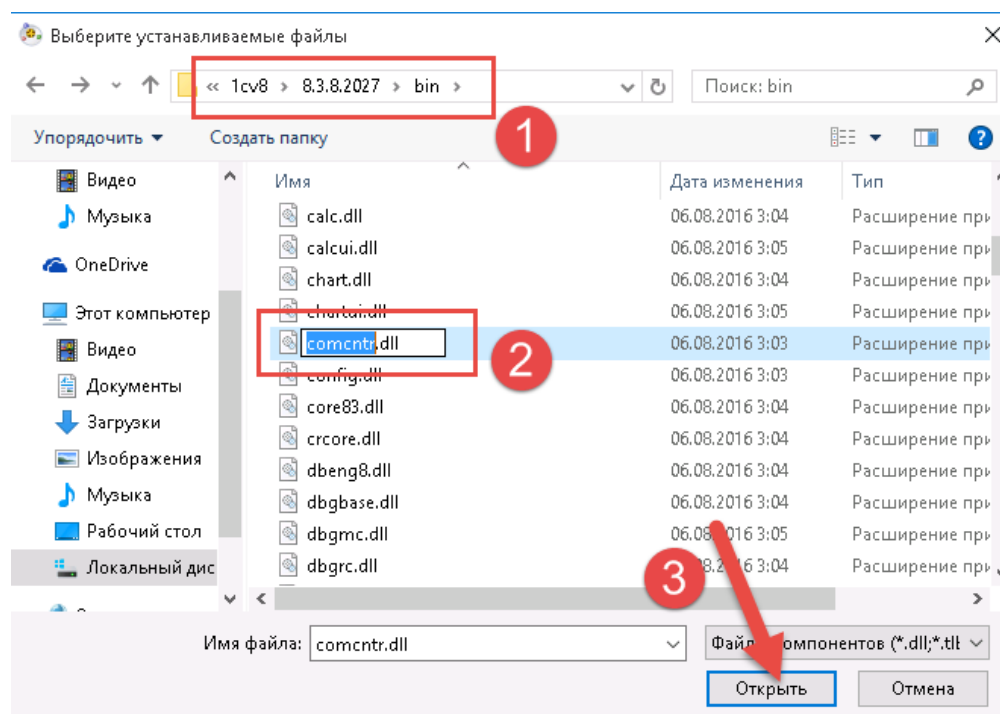 Выберите устанавливаемые файлы
« 1cv8 > 8.3.8.2027 > bin >
Поиск: bin
1
Упорядочить
Создать папку
?
Видео
Музыка
OneDrive
Этот компьютер
Видео
Документы
Загрузки
Изображения
Музыка
Рабочий стол
Локальный дис
Имя Дата изменения Тип
calc.dll 06.08.2016 3:04 Расширение при
calcui.dll 06.08.2016 3:05 Расширение при
chart.dll 06.08.2016 3:04 Расширение при
chartui.dll 06.08.2016 3:05 Расширение при
comcntr.dll 06.08.2016 3:03 Расширение при
2
config.dll 06.08.2016 3:03 Расширение при
core83.dll 06.08.2016 3:04 Расширение при
crcore.dll 06.08.2016 3:04 Расширение при
dbeng8.dll 06.08.2016 3:04 Расширение при
dbgbase.dll 06.08.2016 3:04 Расширение при
dbgmc.dll 06.08.2016 3:05 Расширение при
dbgrc.dll 3:04 Расширение при
3
Имя файла: comcntr.dll
(*.dll;*.tlb
Открыть
Отмена